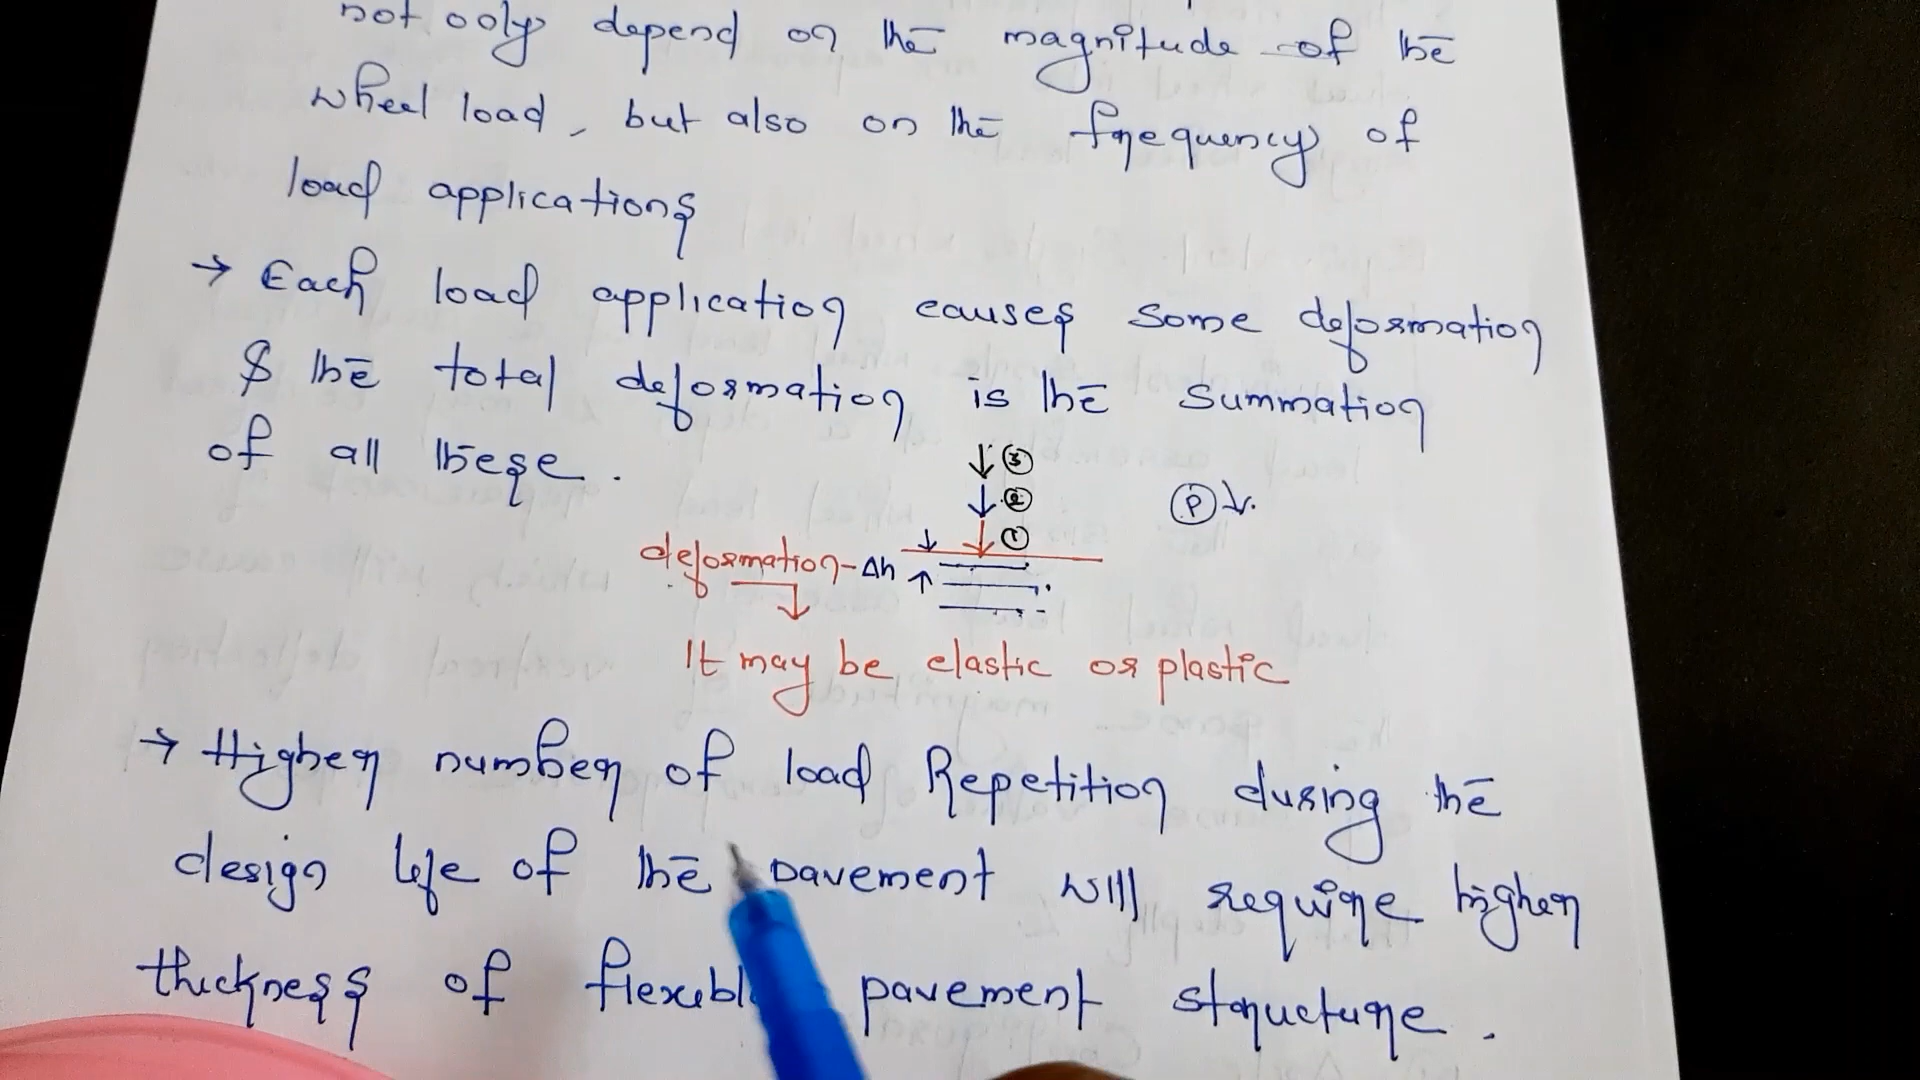 not only depend on the magnitude of the
wheel load, but also on the frequency of
load applications
→ Each load application causes some deformation
& the total deformation is the summation
of all these.
↓ ③
↓ ② Ⓟ ↓.
↓ ①
deformation - Δh
It may be elastic or plastic
→ Higher number of load Repetition during the
design life of the pavement will require higher
thickness of flexible pavement structure.